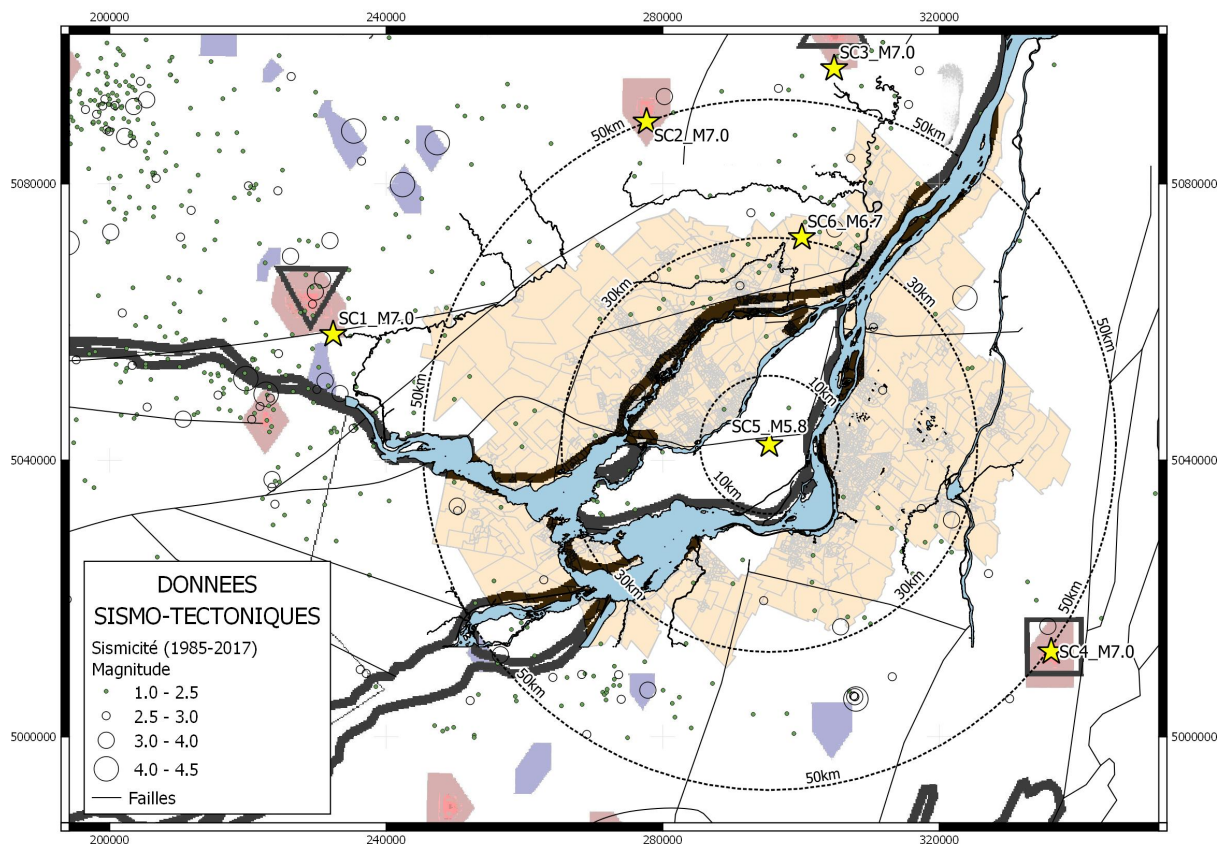 200000
240000
280000
320000
SC3_M7.0
50km
50km
SC2_M7.0
5080000
5080000
SC6_M6.7
30km
30km
SC1_M7.0
50km
50km
10km
SC5_M5.8
5040000
5040000
10km
30km
30km
50km
SC4_M7.0
50km
50km
5000000
5000000
DONNEES
SISMO-TECTONIQUES
Sismicité (1985-2017)
Magnitude
1.0 - 2.5
2.5 - 3.0
3.0 - 4.0
4.0 - 4.5
Failles
200000
240000
280000
320000